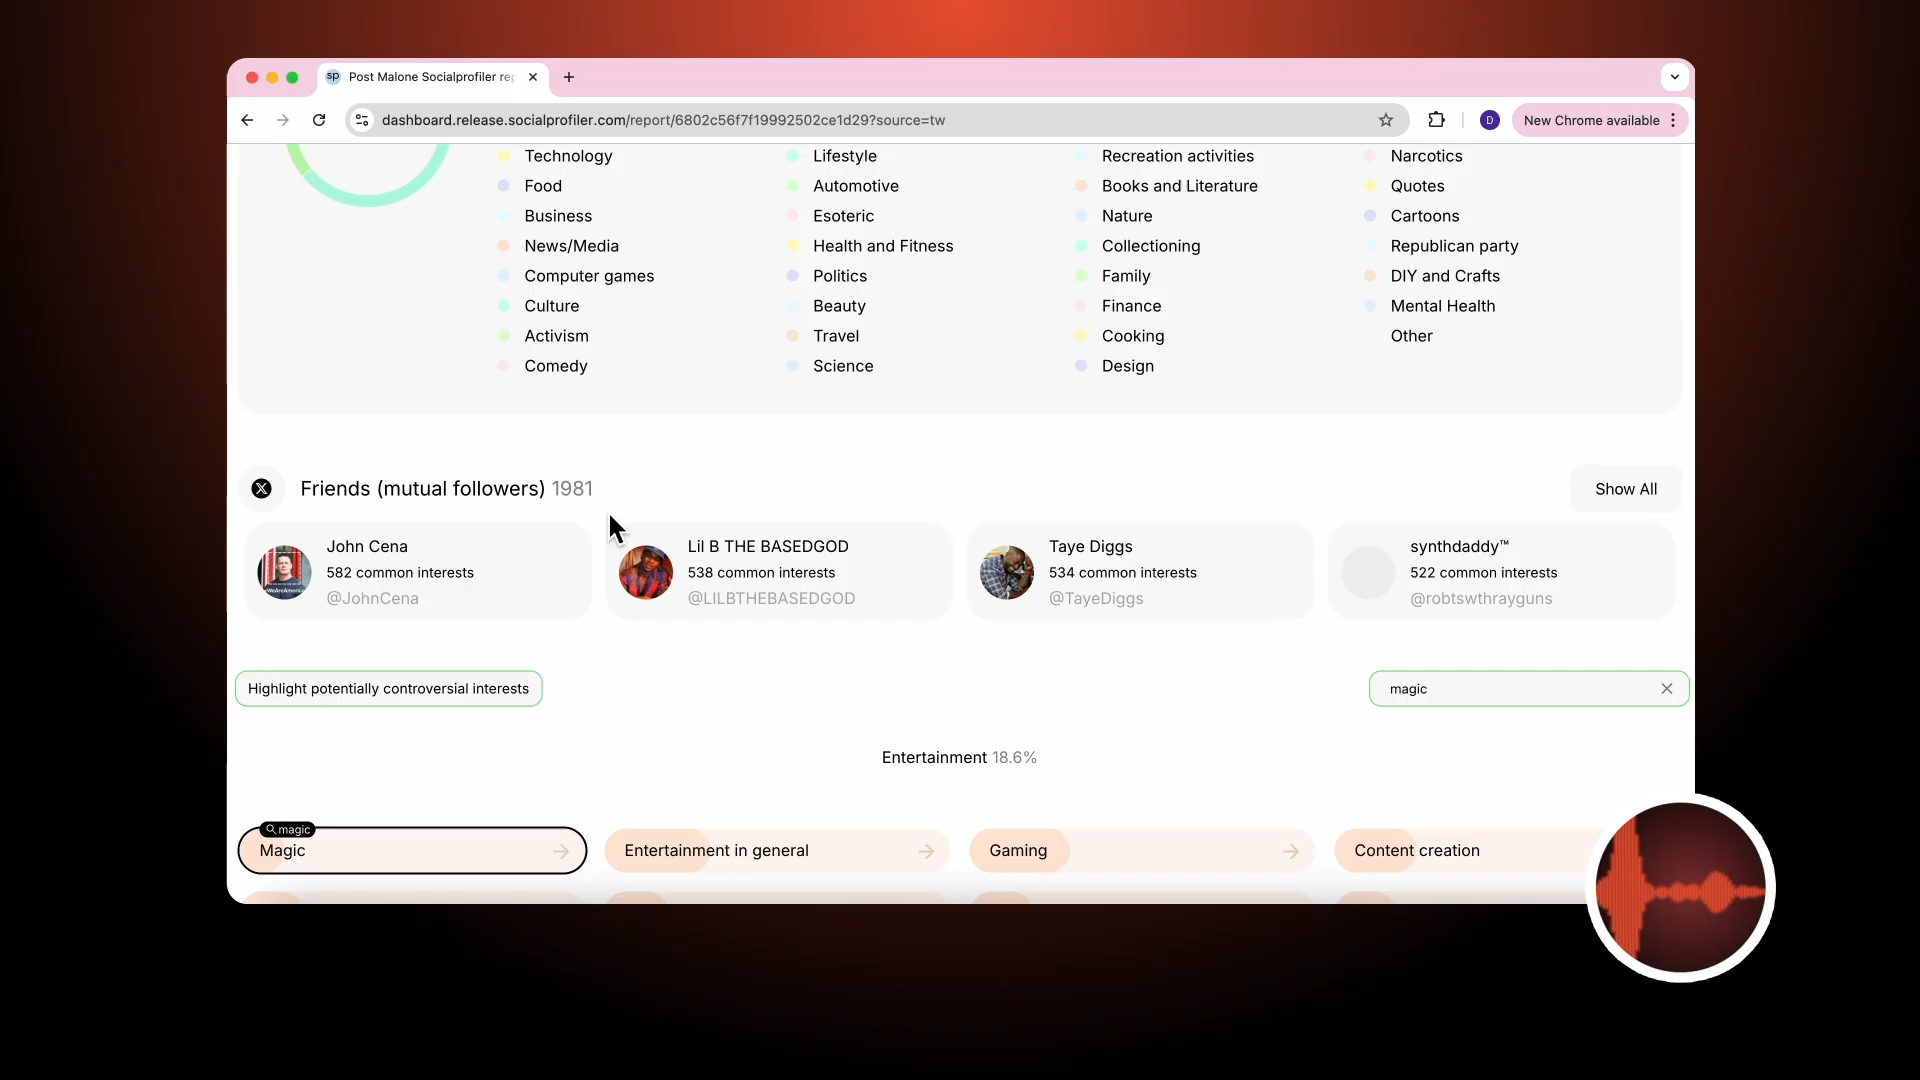 sp Post Malone Socialprofiler rep
dashboard.release.socialprofiler.com/report/6802c56f7f19992502ce1d29?source=tw
D
New Chrome available
Technology
Food
Business
News/Media
Computer games
Culture
Activism
Comedy
Lifestyle
Automotive
Esoteric
Health and Fitness
Politics
Beauty
Travel
Science
Recreation activities
Books and Literature
Nature
Collectioning
Family
Finance
Cooking
Design
Narcotics
Quotes
Cartoons
Republican party
DIY and Crafts
Mental Health
Other
Friends (mutual followers) 1981
Show All
John Cena
582 common interests
@JohnCena
Lil B THE BASEDGOD
538 common interests
@LILBTHEBASEDGOD
Taye Diggs
534 common interests
@TayeDiggs
synthdaddy™
522 common interests
@robtswthrayguns
Highlight potentially controversial interests
magic
Entertainment 18.6%
magic
Magic
Entertainment in general
Gaming
Content creation